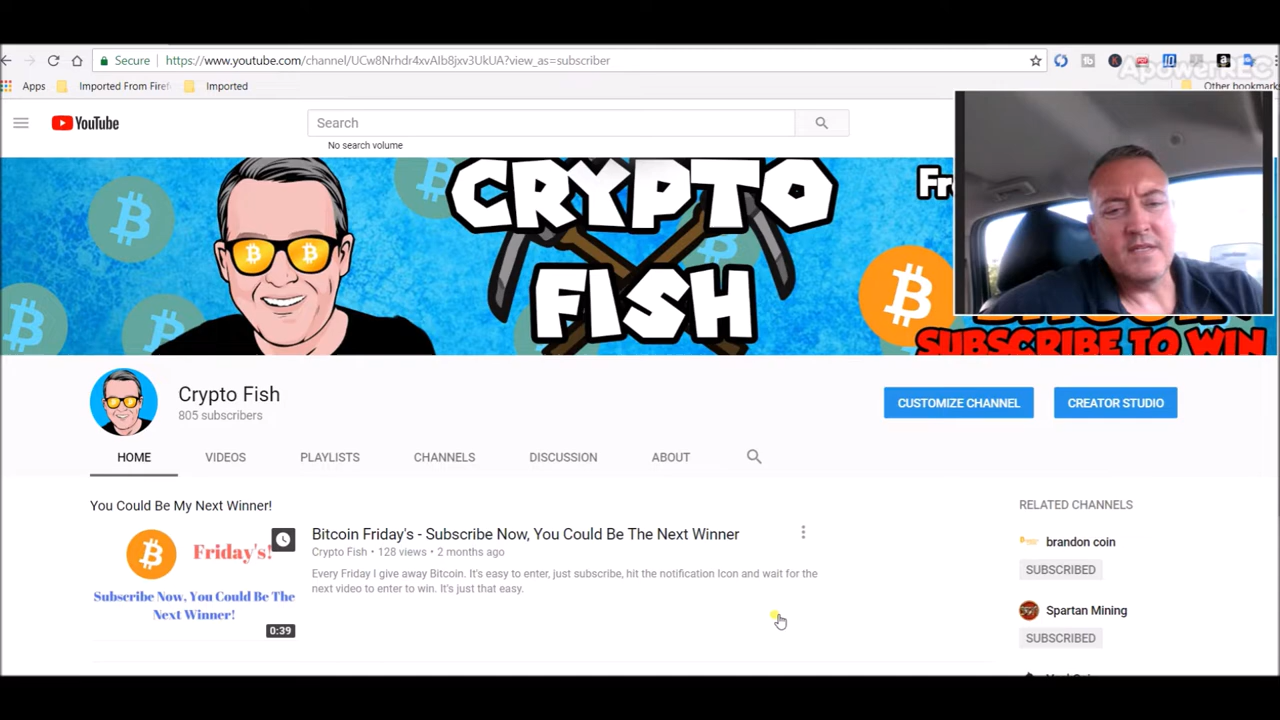 ApowerREC
Secure https://www.youtube.com/channel/UCw8Nrhdr4xvAIb8jxv3UkUA?view_as=subscriber
Apps Imported From Firef Imported Other bookmark
YouTube Search
No search volume
CRYPTO
FISH
Fr
SUBSCRIBE TO WIN
Crypto Fish
805 subscribers
CUSTOMIZE CHANNEL CREATOR STUDIO
HOME VIDEOS PLAYLISTS CHANNELS DISCUSSION ABOUT
You Could Be My Next Winner!
Friday's!
Subscribe Now, You Could Be The
Next Winner!
0:39
Bitcoin Friday's - Subscribe Now, You Could Be The Next Winner
Crypto Fish • 128 views • 2 months ago
Every Friday I give away Bitcoin. It's easy to enter, just subscribe, hit the notification Icon and wait for the
next video to enter to win. It's just that easy.
RELATED CHANNELS
brandon coin
SUBSCRIBED
Spartan Mining
SUBSCRIBED